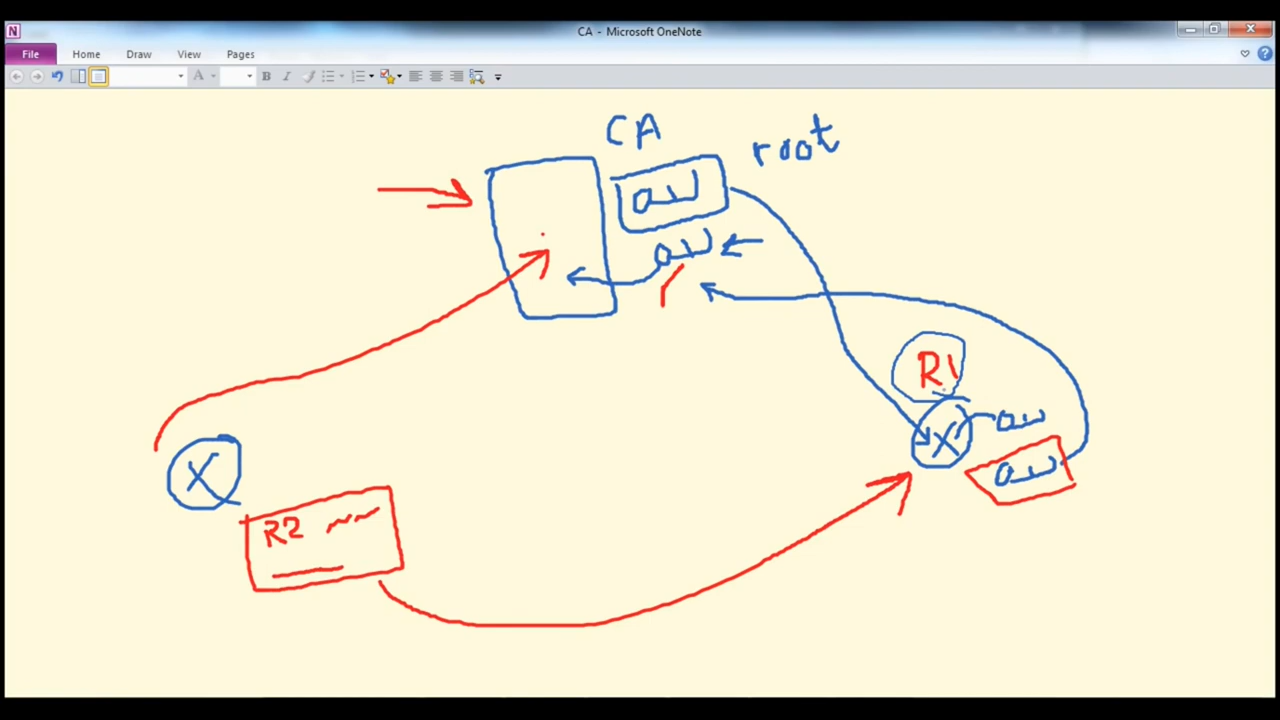 CA - Microsoft OneNote
File Home Draw View Pages
A B I
CA
root
R1
X
X
R2